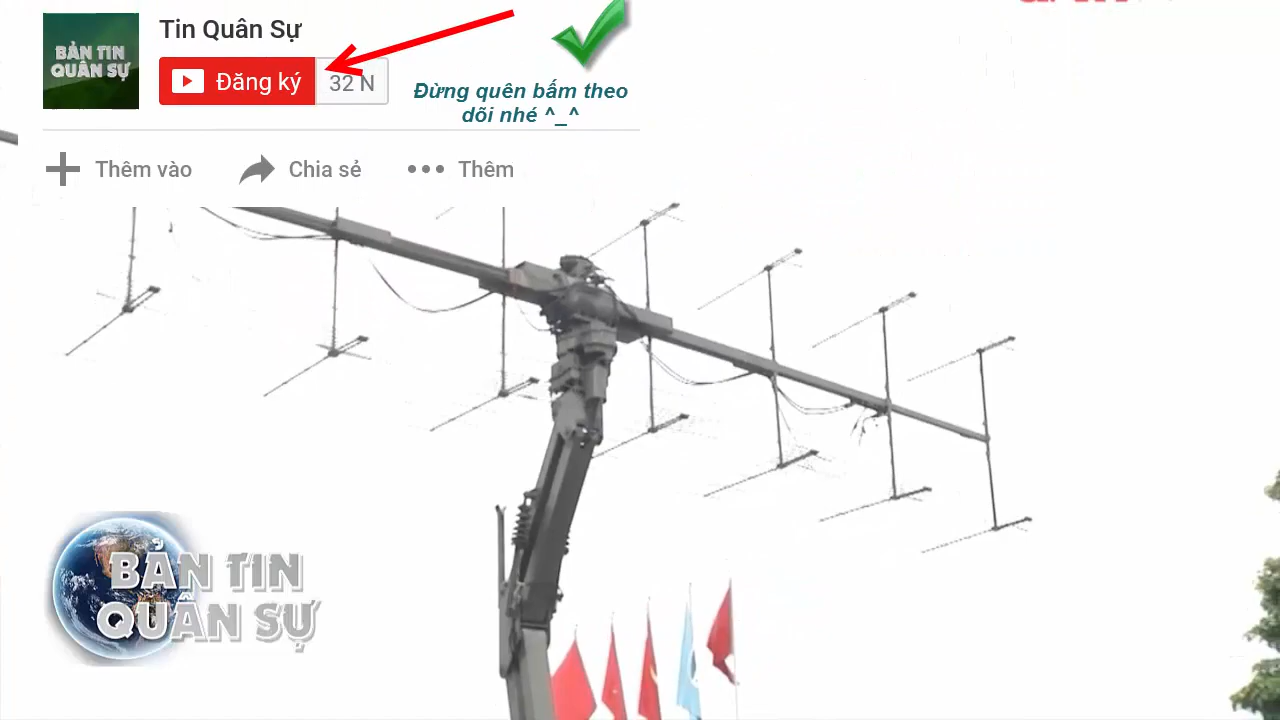 BẢN TIN
QUÂN SỰ
Tin Quân Sự
Đăng ký
32 N
Đừng quên bấm theo
dõi nhé ^_^
Thêm vào
Chia sẻ
Thêm
BẢN TIN
QUÂN SỰ